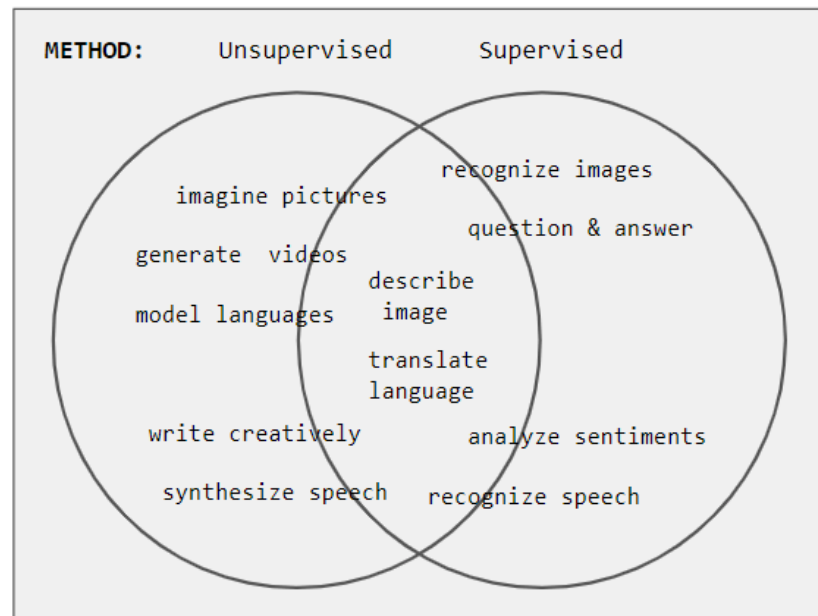 METHOD: Unsupervised Supervised
recognize images
imagine pictures
question & answer
generate videos
describe
image
model languages
translate
language
write creatively
analyze sentiments
synthesize speech
recognize speech